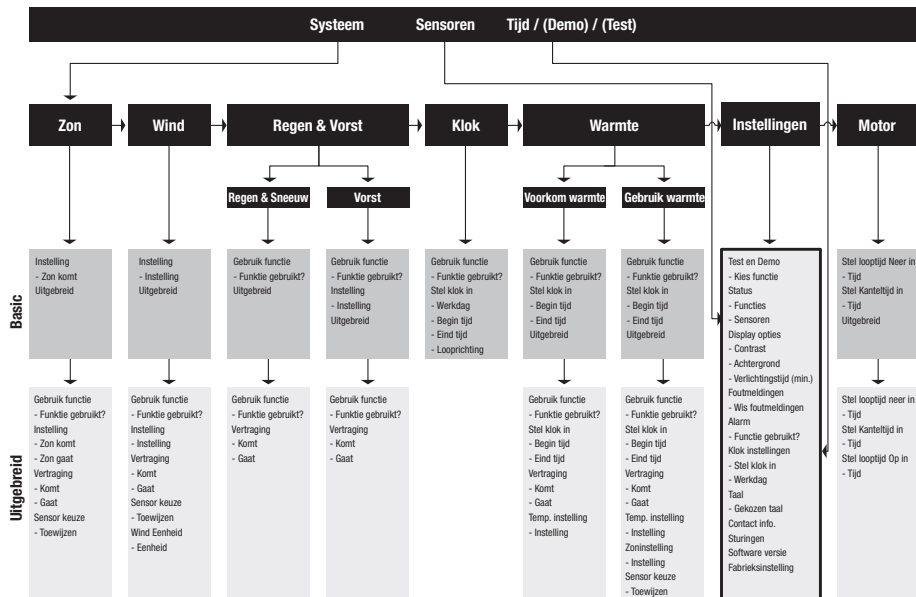 Systeem Sensoren Tijd / (Demo) / (Test)
Zon Wind Regen & Vorst Klok Warmte Instellingen Motor
Regen & Sneeuw Vorst Voorkom warmte Gebruik warmte
Basic
Instelling
- Zon komt
Uitgebreid
Instelling
- Instelling
Uitgebreid
Gebruik functie
- Funktie gebruikt?
Uitgebreid
Gebruik functie
- Funktie gebruikt?
Instelling
- Instelling
Uitgebreid
Gebruik functie
- Funktie gebruikt?
Stel klok in
- Werkdag
- Begin tijd
- Eind tijd
- Looprichting
Gebruik functie
- Funktie gebruikt?
Stel klok in
- Begin tijd
- Eind tijd
Uitgebreid
Gebruik functie
- Funktie gebruikt?
Stel klok in
- Begin tijd
- Eind tijd
Uitgebreid
Test en Demo
- Kies functie
Status
- Functies
- Sensoren
Display opties
- Contrast
- Achtergrond
- Verlichtingstijd (min.)
Foutmeldingen
- Wis foutmeldingen
Alarm
- Functie gebruikt?
Klok instellingen
- Stel klok in
- Werkdag
Taal
- Gekozen taal
Contact info.
Sturingen
Software versie
Fabrieksinstelling
Stel looptijd Neer in
- Tijd
Stel Kanteltijd in
- Tijd
Uitgebreid
Uitgebreid
Gebruik functie
- Funktie gebruikt?
Instelling
- Zon komt
- Zon gaat
Vertraging
- Komt
- Gaat
Sensor keuze
- Toewijzen
Gebruik functie
- Funktie gebruikt?
Instelling
- Instelling
Vertraging
- Komt
- Gaat
Sensor keuze
- Toewijzen
Wind Eenheid
- Eenheid
Gebruik functie
- Funktie gebruikt?
Vertraging
- Komt
- Gaat
Gebruik functie
- Funktie gebruikt?
Vertraging
- Komt
- Gaat
Gebruik functie
- Funktie gebruikt?
Stel klok in
- Begin tijd
- Eind tijd
Vertraging
- Komt
- Gaat
Temp. instelling
- Instelling
Gebruik functie
- Funktie gebruikt?
Stel klok in
- Begin tijd
- Eind tijd
Vertraging
- Komt
- Gaat
Temp. instelling
- Instelling
Zoninstelling
- Instelling
Sensor keuze
- Toewijzen
Stel looptijd neer in
- Tijd
Stel Kanteltijd in
- Tijd
Stel looptijd Op in
- Tijd